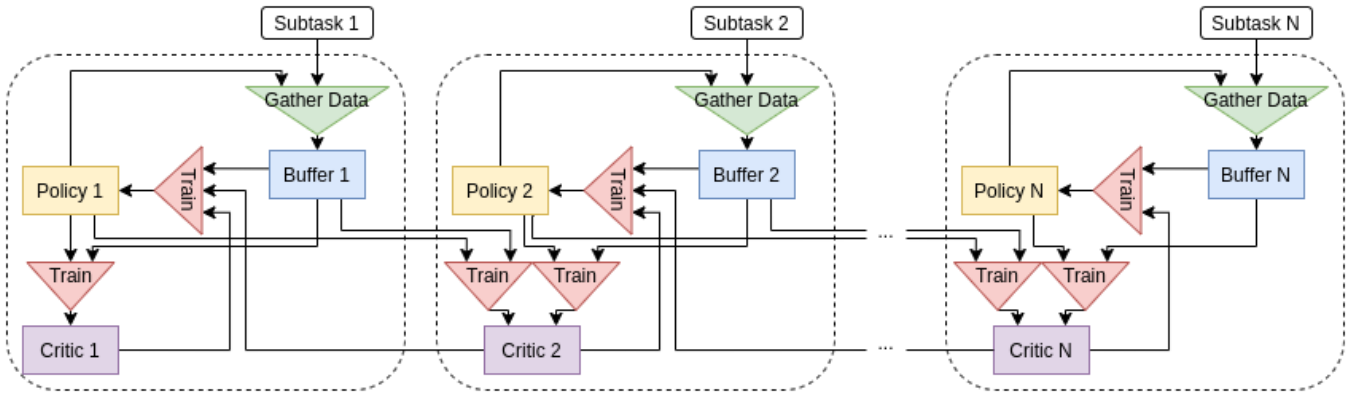 Subtask 1
Subtask 2
Subtask N
Gather Data
Gather Data
Gather Data
Policy 1
Train
Buffer 1
Policy 2
Train
Buffer 2
Policy N
Train
Buffer N
...
Train
Train
Train
Train
Train
Critic 1
Critic 2
...
Critic N